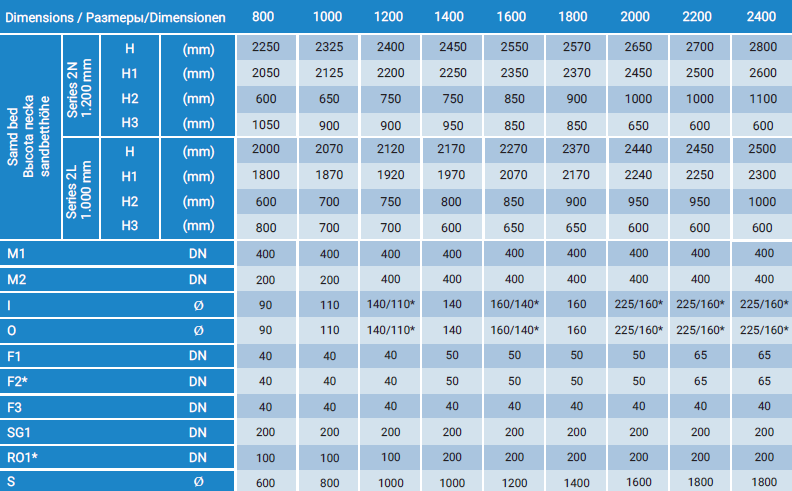 Dimensions / Размеры/Dimensionen 800 1000 1200 1400 1600 1800 2000 2200 2400
Samd bed
Высота песка
sandbetthöhe
Series 2N
1.200 mm
H (mm) 2250 2325 2400 2450 2550 2570 2650 2700 2800
H1 (mm) 2050 2125 2200 2250 2350 2370 2450 2500 2600
H2 (mm) 600 650 750 750 850 900 1000 1000 1100
H3 (mm) 1050 900 900 950 850 850 650 600 600
Series 2L
1.000 mm
H (mm) 2000 2070 2120 2170 2270 2370 2440 2450 2500
H1 (mm) 1800 1870 1920 1970 2070 2170 2240 2250 2300
H2 (mm) 600 700 750 800 850 900 950 950 1000
H3 (mm) 800 700 700 600 650 650 600 600 600
M1 DN 400 400 400 400 400 400 400 400 400
M2 DN 200 200 400 400 400 400 400 400 400
I Ø 90 110 140/110* 140 160/140* 160 225/160* 225/160* 225/160*
O Ø 90 110 140/110* 140 160/140* 160 225/160* 225/160* 225/160*
F1 DN 40 40 40 50 50 50 50 65 65
F2* DN 40 40 40 50 50 50 50 65 65
F3 DN 40 40 40 40 40 40 40 40 40
SG1 DN 200 200 200 200 200 200 200 200 200
RO1* DN 100 100 100 200 200 200 200 200 200
S Ø 600 800 1000 1000 1200 1400 1600 1800 1800